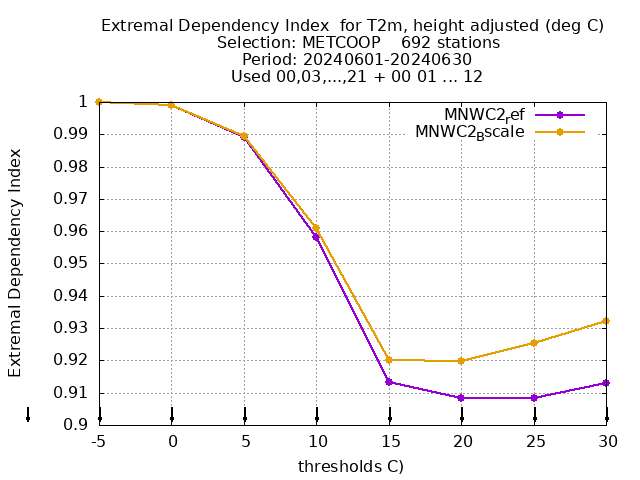 Extremal Dependency Index  for T2m, height adjusted (deg C)
Selection: METCOOP    692 stations
Period: 20240601-20240630
Used 00,03,...,21 + 00 01 ... 12
MNWC2_ref
MNWC2_Bscale
Extremal Dependency Index
1
0.99
0.98
0.97
0.96
0.95
0.94
0.93
0.92
0.91
0.9
-5 0 5 10 15 20 25 30
thresholds C)